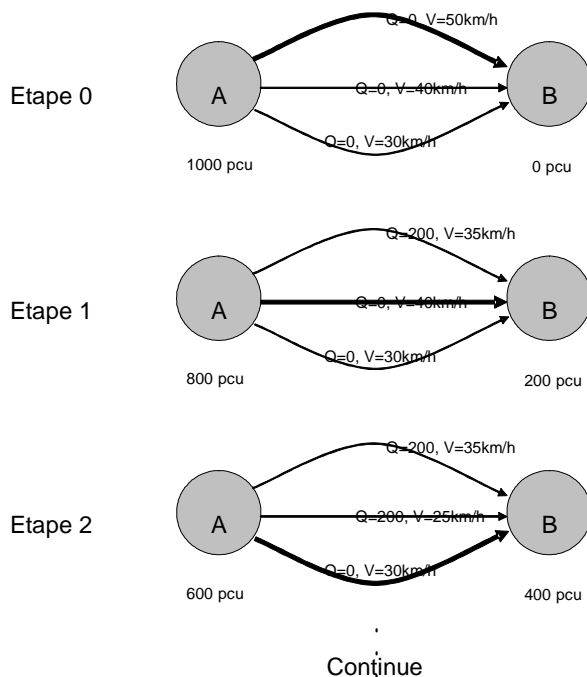 Q=0, V=50km/h
Etape 0
A
Q=0, V=40km/h
B
Q=0, V=30km/h
1000 pcu
0 pcu
Q=200, V=35km/h
Etape 1
A
Q=0, V=40km/h
B
Q=0, V=30km/h
800 pcu
200 pcu
Q=200, V=35km/h
Etape 2
A
Q=200, V=25km/h
B
Q=0, V=30km/h
600 pcu
400 pcu
Continue